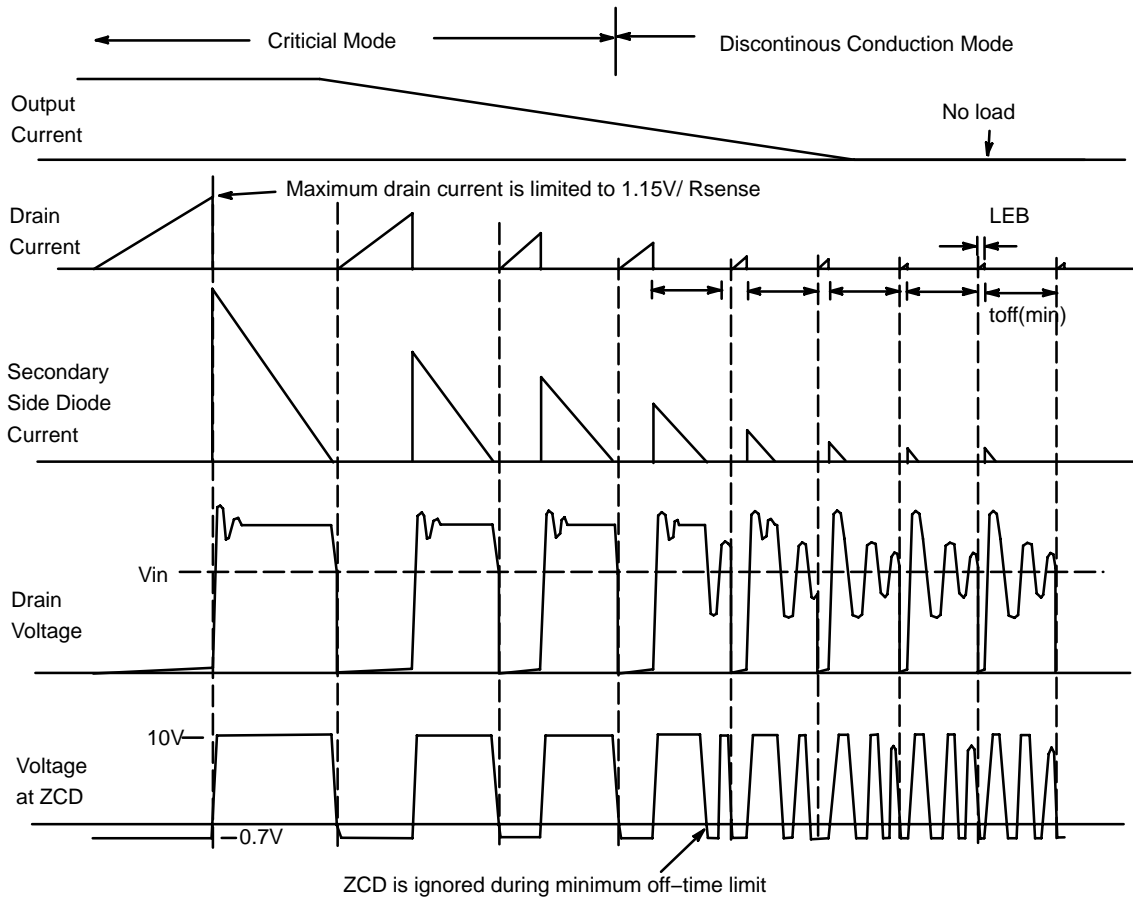 Criticial Mode
Discontinous Conduction Mode
Output
Current
No load
Maximum drain current is limited to 1.15V/ Rsense
Drain
Current
LEB
toff(min)
Secondary
Side Diode
Current
Vin
Drain
Voltage
10V
Voltage
at ZCD
−0.7V
ZCD is ignored during minimum off−time limit